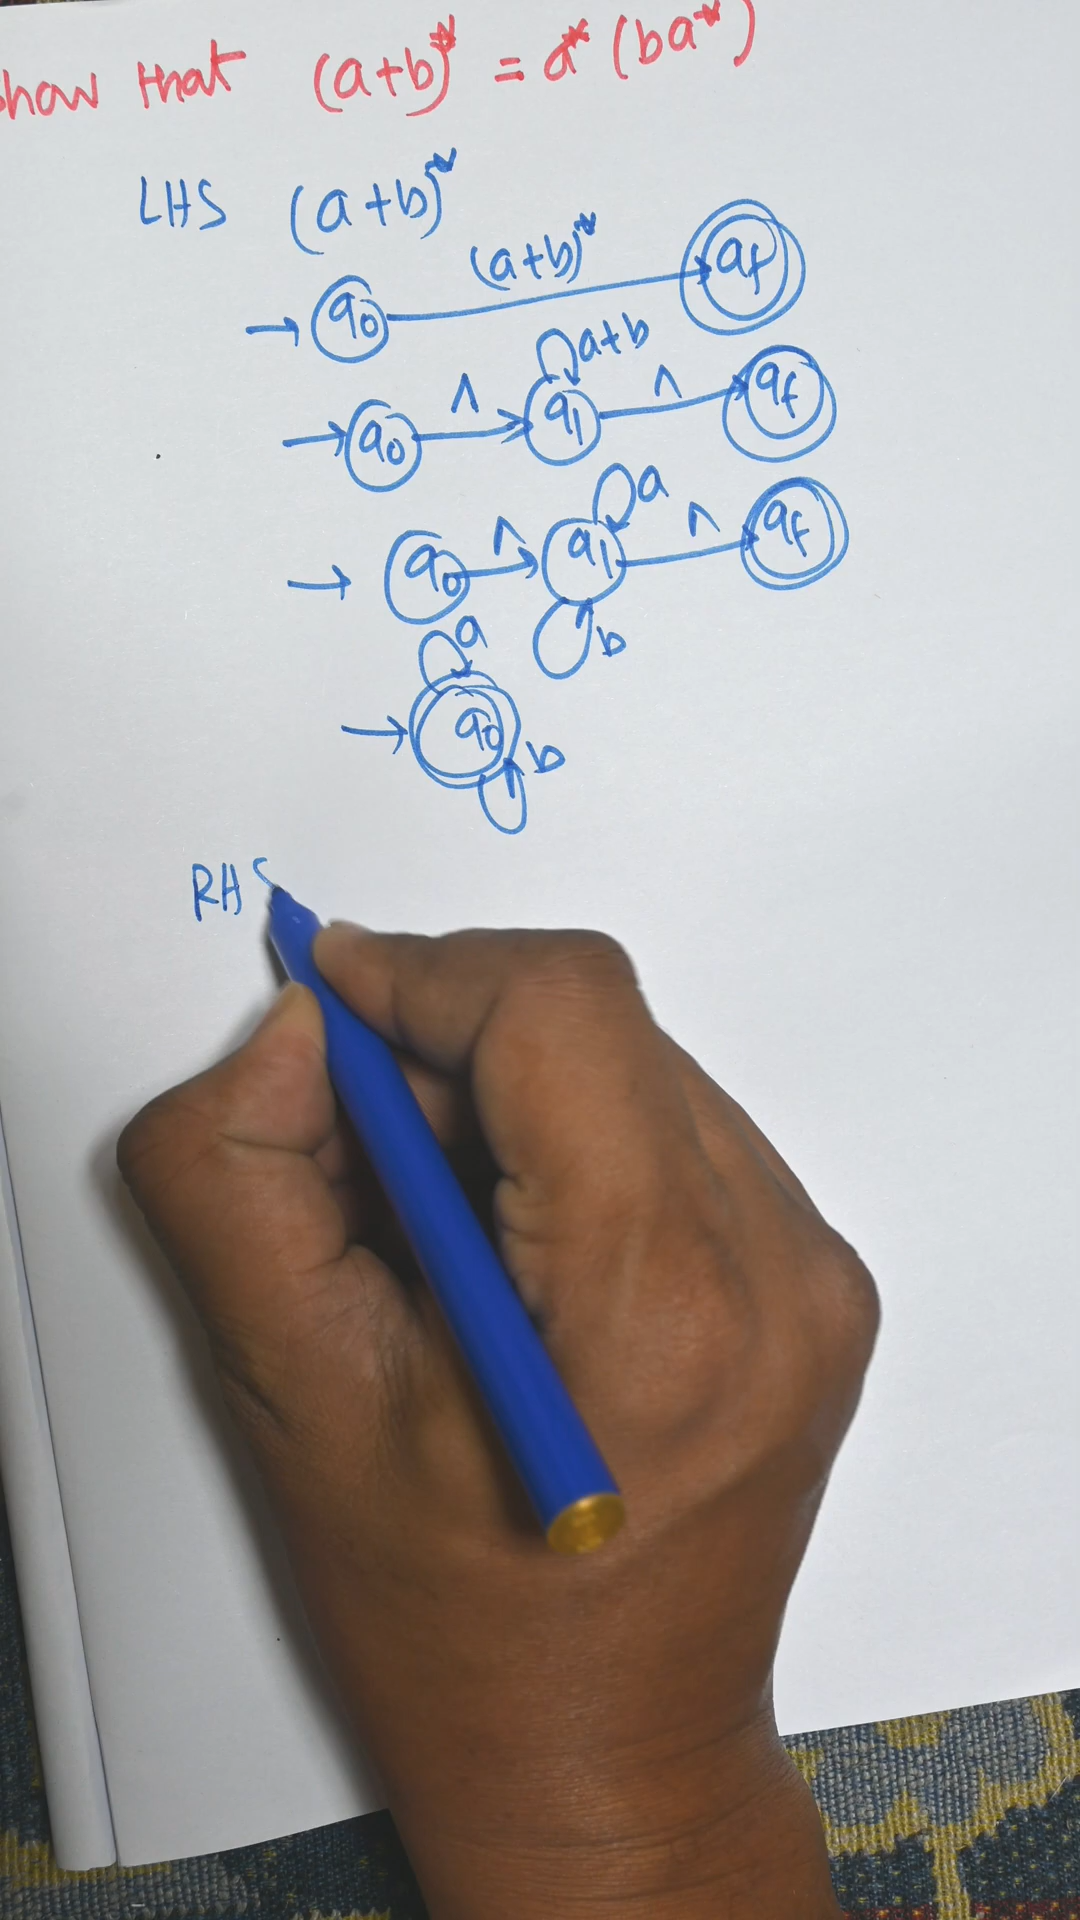 how that (a+b)* = a* (ba*)
LHS (a+b)*
→ q0 (a+b)* qf
→ q0 ∧ q1 a+b ∧ qf
→ q0 ∧ q1 a b ∧ qf
→ q0 a b
RHS